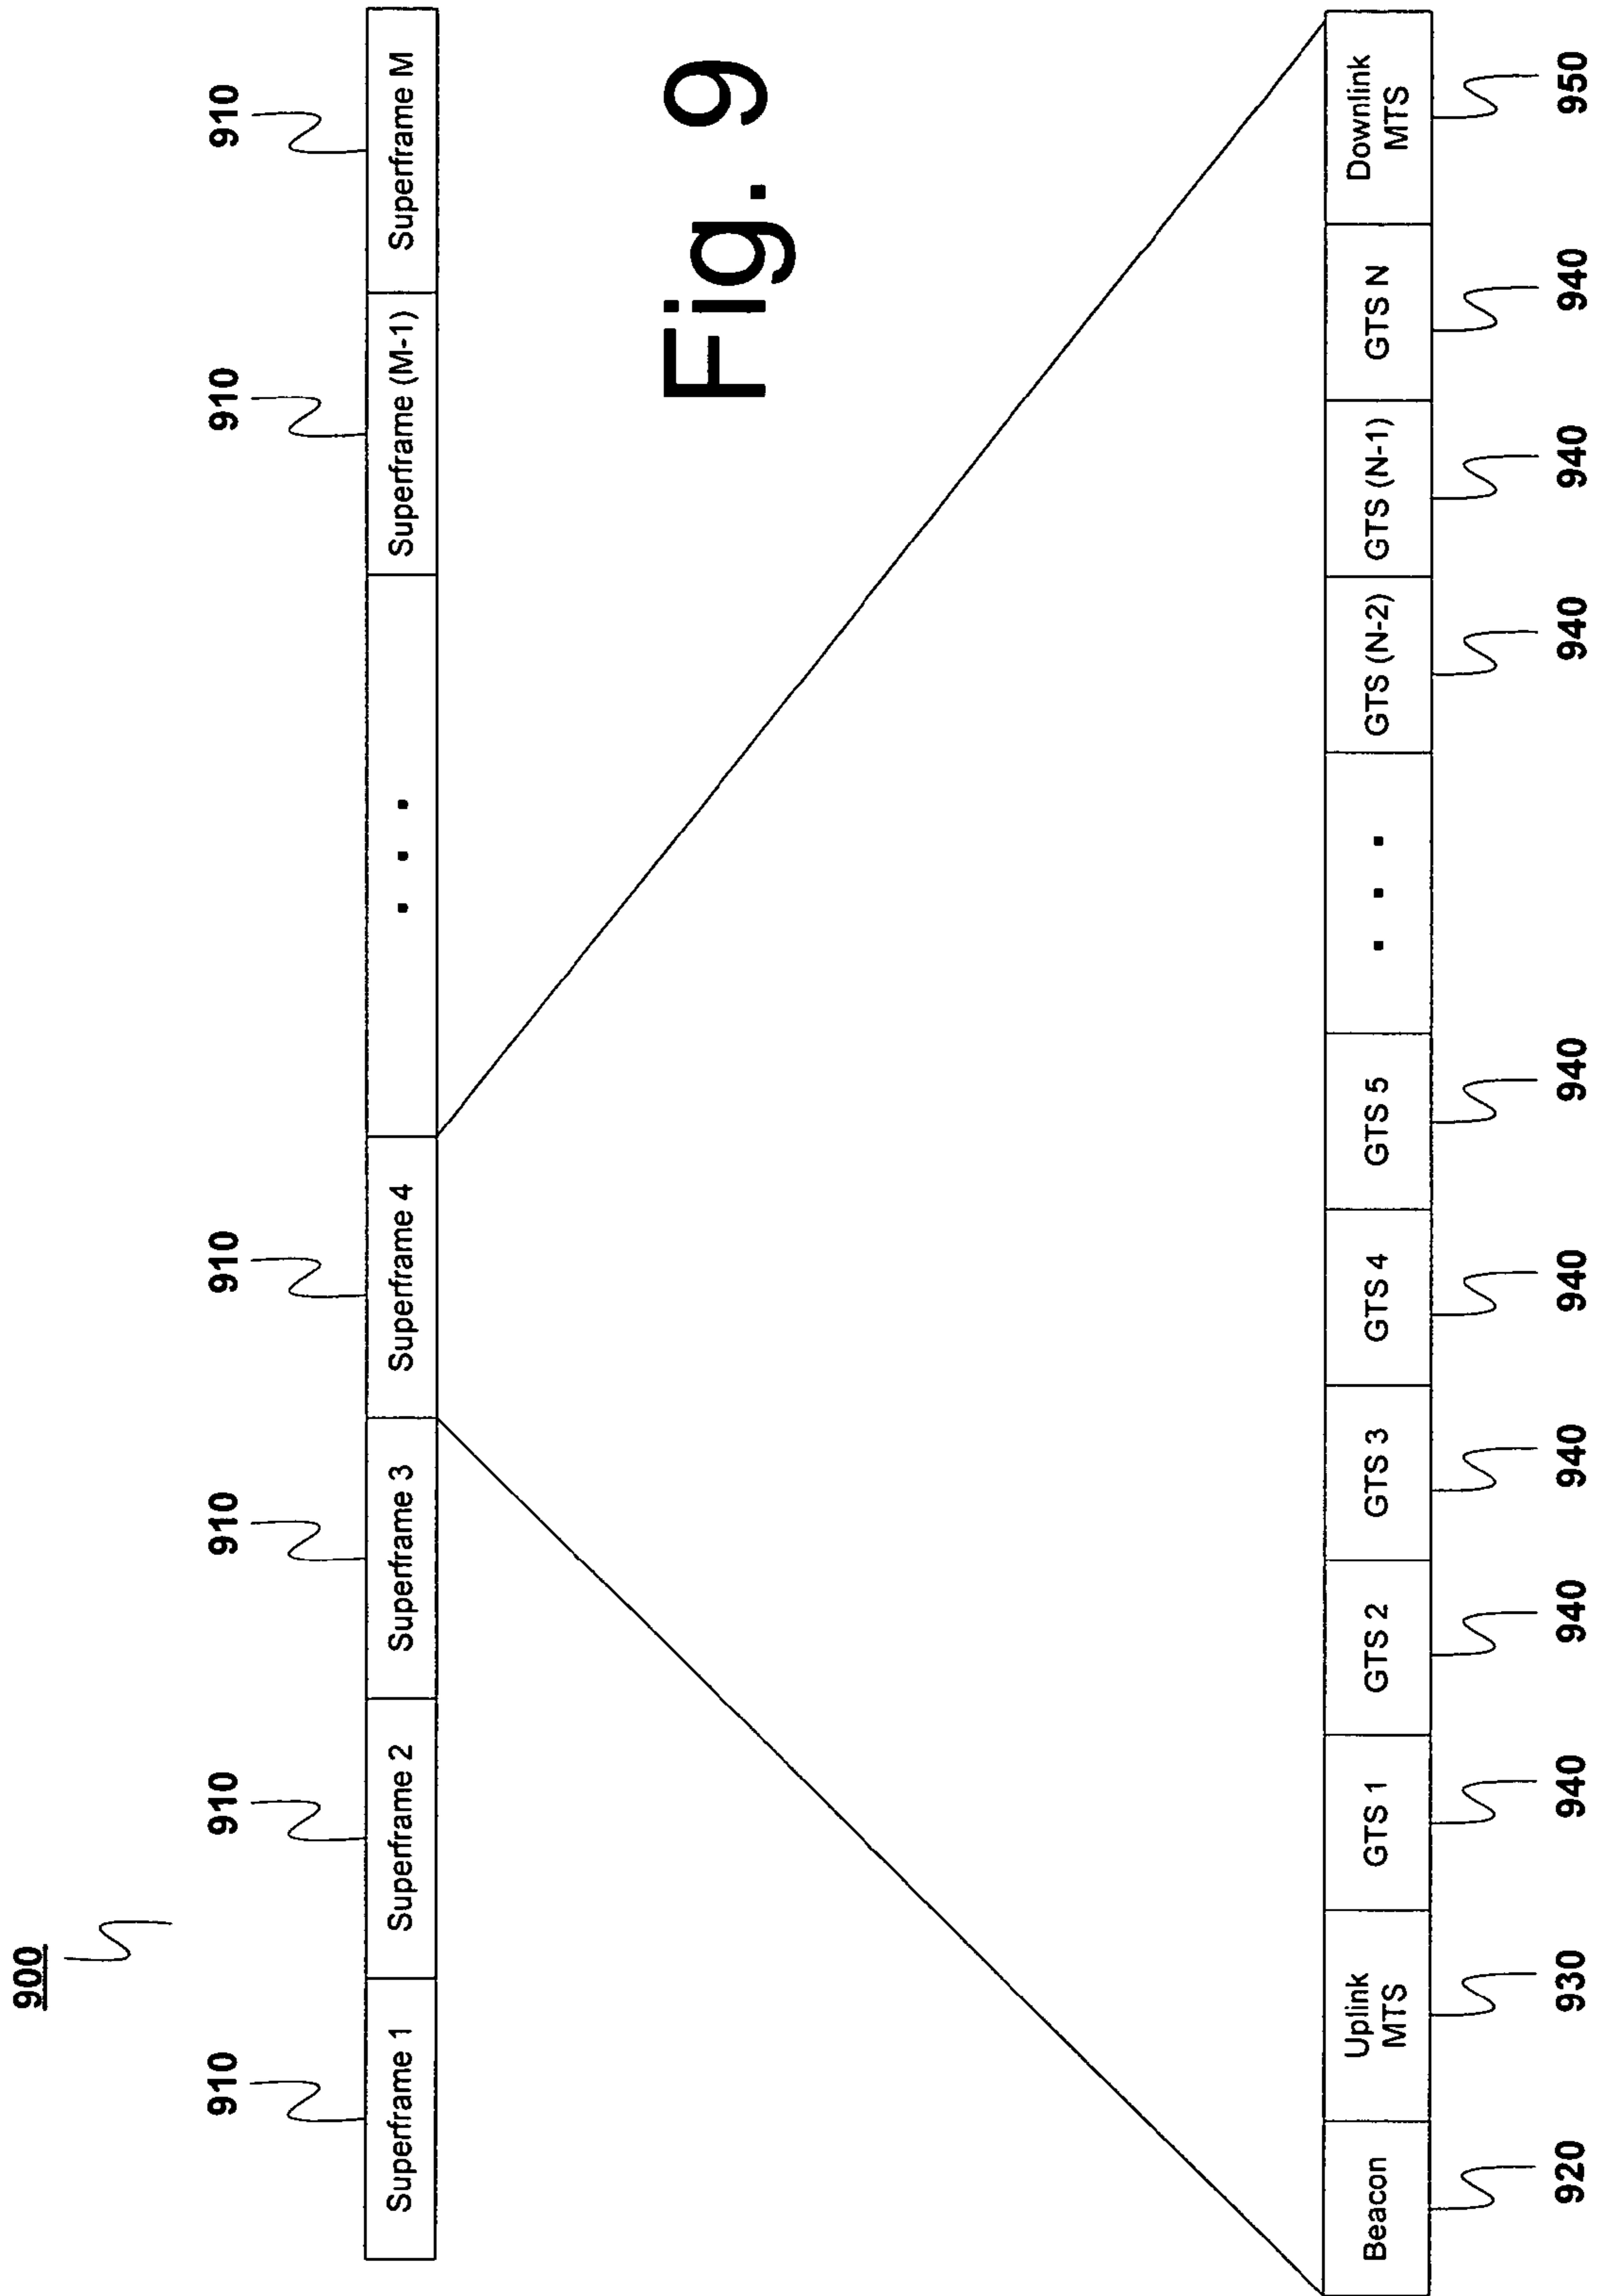 900
910 910 910 910 910 910
Superframe 1 Superframe 2 Superframe 3 Superframe 4 . . . Superframe (M-1) Superframe M
Fig. 9
Beacon Uplink MTS GTS 1 GTS 2 GTS 3 GTS 4 GTS 5 . . . GTS (N-2) GTS (N-1) GTS N Downlink MTS
920 930 940 940 940 940 940 940 940 940 950